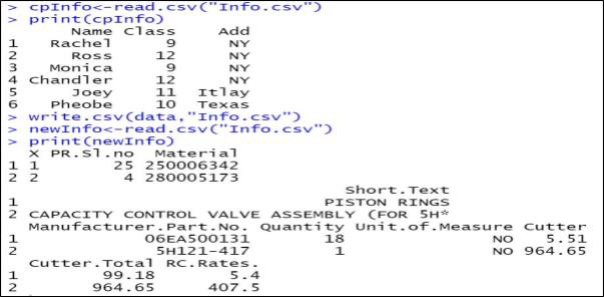 > cpInfo<-read.csv("Info.csv")
> print(cpInfo)
Name Class Add
1 Rachel 9 NY
2 Ross 12 NY
3 Monica 9 NY
4 Chandler 12 NY
5 Joey 11 Itlay
6 Pheobe 10 Texas
> write.csv(data,"Info.csv")
> newInfo<-read.csv("Info.csv")
> print(newInfo)
X PR.Sl.no Material
1 1 25 250006342
2 2 4 280005173
Short.Text
1 PISTON RINGS
2 CAPACITY CONTROL VALVE ASSEMBLY (FOR 5H*
Manufacturer.Part.No. Quantity Unit.of.Measure Cutter
1 06EA500131 18 NO 5.51
2 5H121-417 1 NO 964.65
Cutter.Total RC.Rates.
1 99.18 5.4
2 964.65 407.5